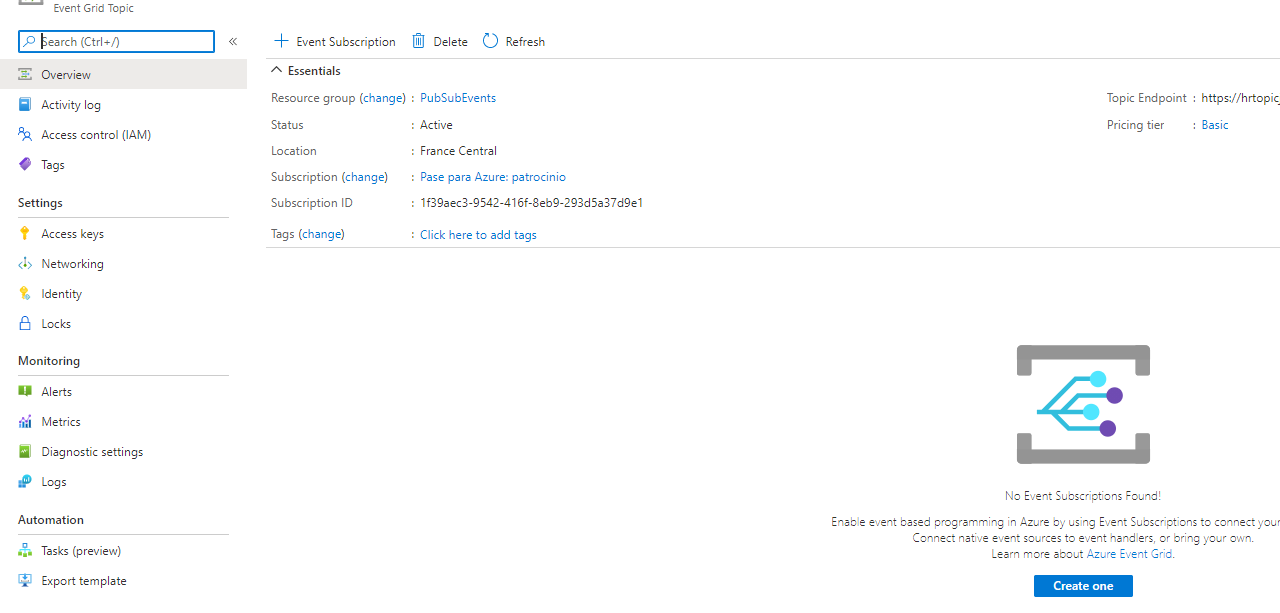 Event Grid Topic
Search (Ctrl+/)
«
Overview
Activity log
Access control (IAM)
Tags
Settings
Access keys
Networking
Identity
Locks
Monitoring
Alerts
Metrics
Diagnostic settings
Logs
Automation
Tasks (preview)
Export template
Event Subscription Delete Refresh
Essentials
Resource group (change) : PubSubEvents
Status : Active
Location : France Central
Subscription (change) : Pase para Azure: patrocinio
Subscription ID : 1f39aec3-9542-416f-8eb9-293d5a37d9e1
Tags (change) : Click here to add tags
Topic Endpoint : https://hrtopic
Pricing tier : Basic
No Event Subscriptions Found!
Enable event based programming in Azure by using Event Subscriptions to connect your
Connect native event sources to event handlers, or bring your own.
Learn more about Azure Event Grid.
Create one